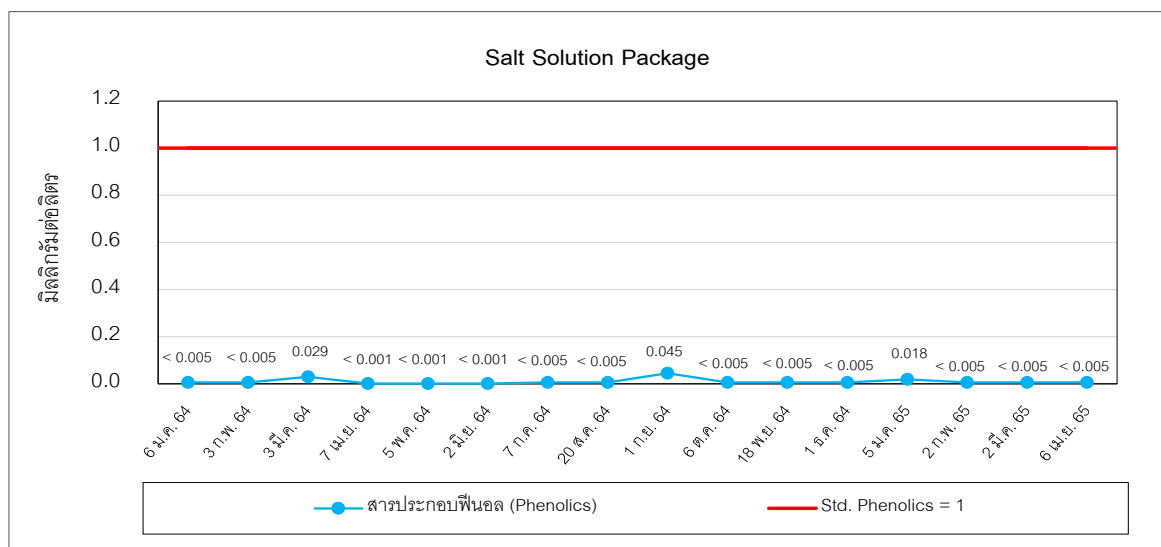 Salt Solution Package
มิลลิกรัมต่อลิตร
1.2
1.0
0.8
0.6
0.4
0.2
0.0
< 0.005
< 0.005
0.029
< 0.001
< 0.001
< 0.001
< 0.005
< 0.005
0.045
< 0.005
< 0.005
< 0.005
0.018
< 0.005
< 0.005
< 0.005
6 ม.ค. 64
3 ก.พ. 64
3 มี.ค. 64
7 เม.ย. 64
5 พ.ค. 64
2 มิ.ย. 64
7 ก.ค. 64
20 ส.ค. 64
1 ก.ย. 64
6 ต.ค. 64
18 พ.ย. 64
1 ธ.ค. 64
5 ม.ค. 65
2 ก.พ. 65
2 มี.ค. 65
6 เม.ย. 65
สารประกอบฟีนอล (Phenolics)
Std. Phenolics = 1